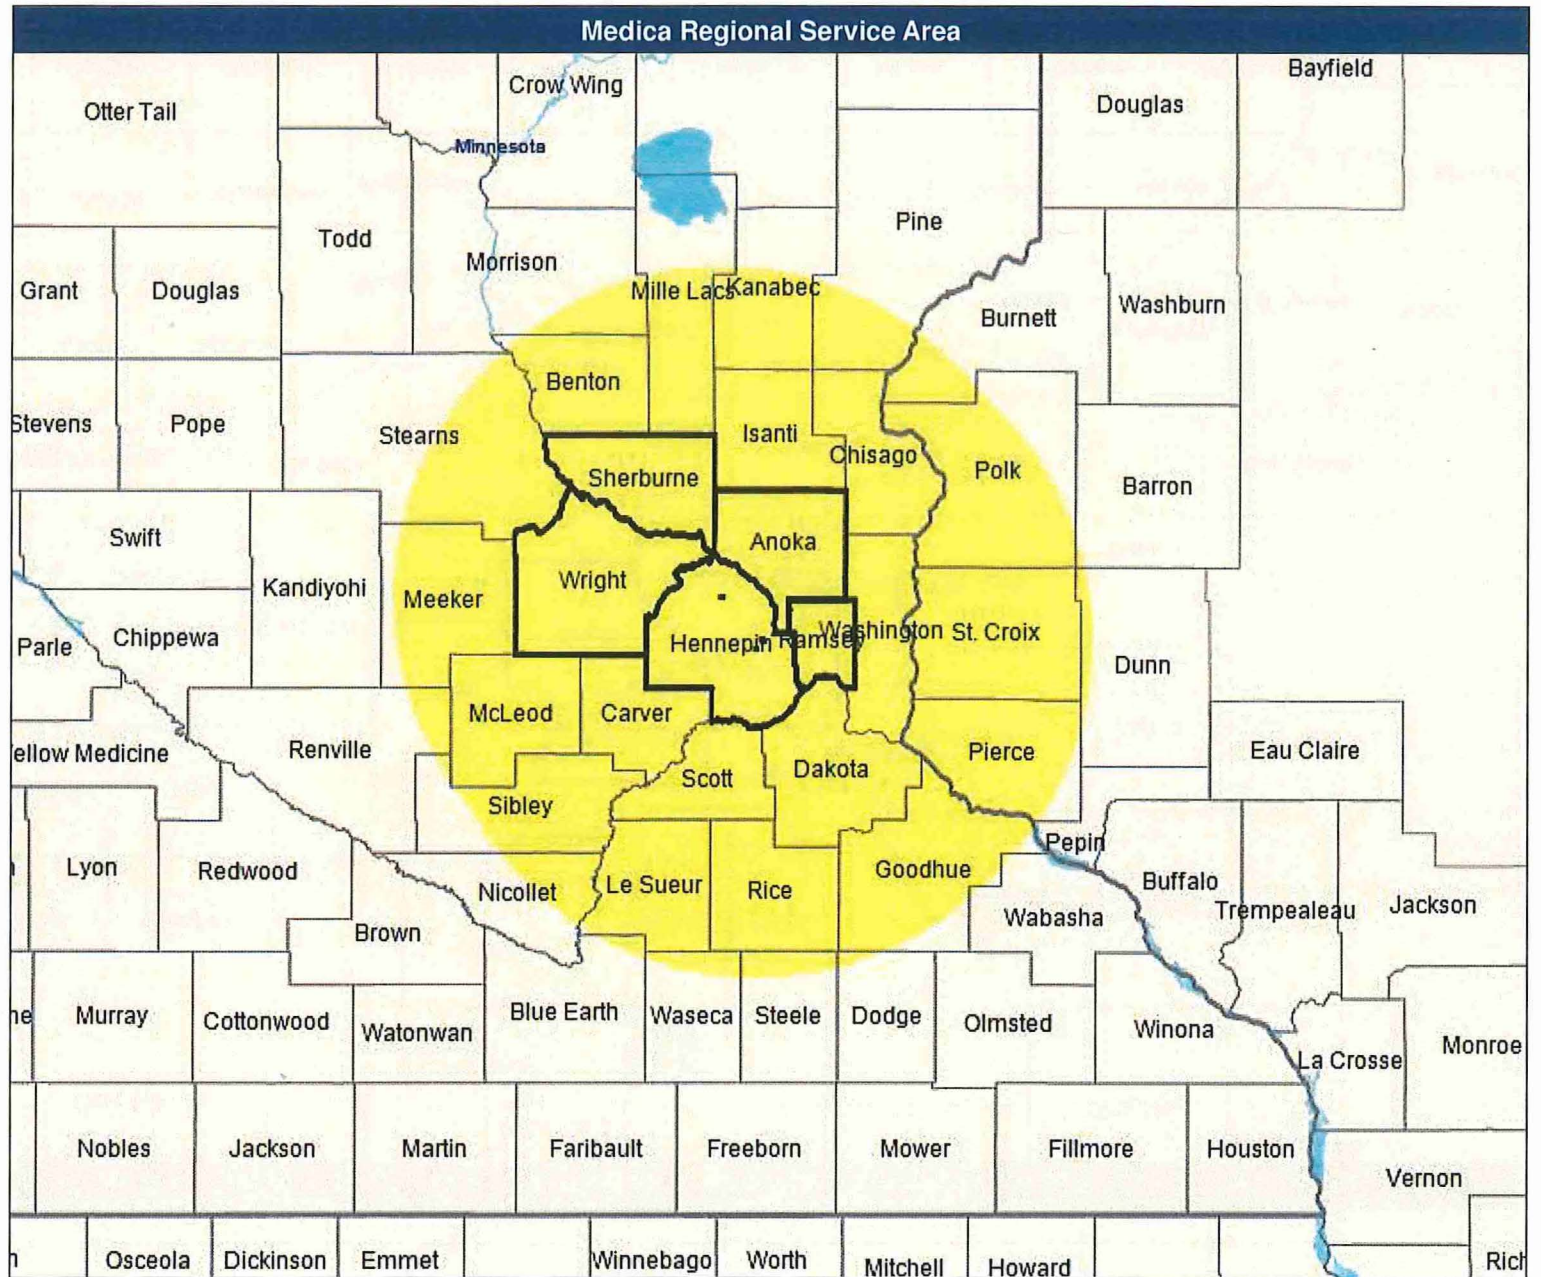 Medica Regional Service Area
Bayfield
Crow Wing
Otter Tail
Douglas
Minnesota
Pine
Todd
Morrison
Grant
Douglas
Mille Lacs
Kanabec
Washburn
Burnett
Benton
Stevens
Pope
Stearns
Isanti
Chisago
Polk
Sherburne
Barron
Swift
Anoka
Wright
Kandiyohi
Meeker
Chippewa
Parle
Hennepin
Ramsey
Washington
St. Croix
Dunn
McLeod
Carver
ellow Medicine
Renville
Eau Claire
Pierce
Scott
Dakota
Sibley
Pepin
Lyon
Redwood
Goodhue
Buffalo
Nicollet
Le Sueur
Rice
Trempealeau
Jackson
Wabasha
Brown
Murray
Cottonwood
Watonwan
Blue Earth
Waseca
Steele
Dodge
Olmsted
Winona
Monroe
La Crosse
ne
Nobles
Jackson
Martin
Faribault
Freeborn
Mower
Fillmore
Houston
Vernon
Osceola
Dickinson
Emmet
Winnebago
Worth
Mitchell
Howard
Rich